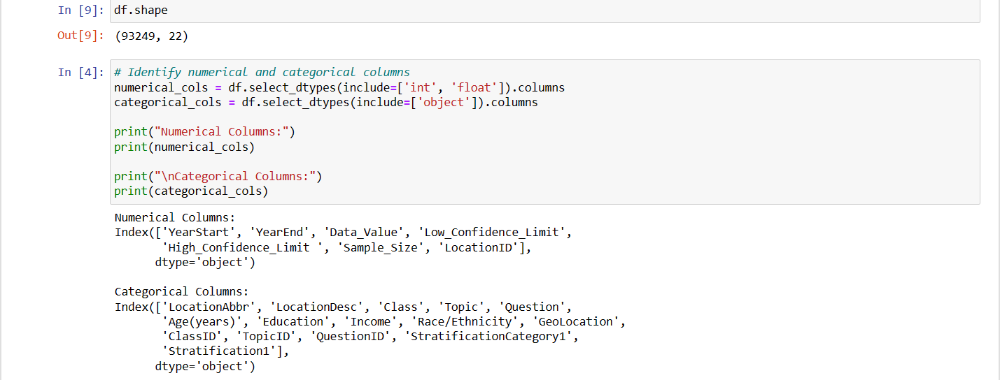 In [9]: df.shape
Out[9]: (93249, 22)
In [4]: # Identify numerical and categorical columns
numerical_cols = df.select_dtypes(include=['int', 'float']).columns
categorical_cols = df.select_dtypes(include=['object']).columns
print("Numerical Columns:")
print(numerical_cols)
print("\nCategorical Columns:")
print(categorical_cols)
Numerical Columns:
Index(['YearStart', 'YearEnd', 'Data_Value', 'Low_Confidence_Limit',
'High_Confidence_Limit ', 'Sample_Size', 'LocationID'],
dtype='object')
Categorical Columns:
Index(['LocationAbbr', 'LocationDesc', 'Class', 'Topic', 'Question',
'Age(years)', 'Education', 'Income', 'Race/Ethnicity', 'GeoLocation',
'ClassID', 'TopicID', 'QuestionID', 'StratificationCategory1',
'Stratification1'],
dtype='object')